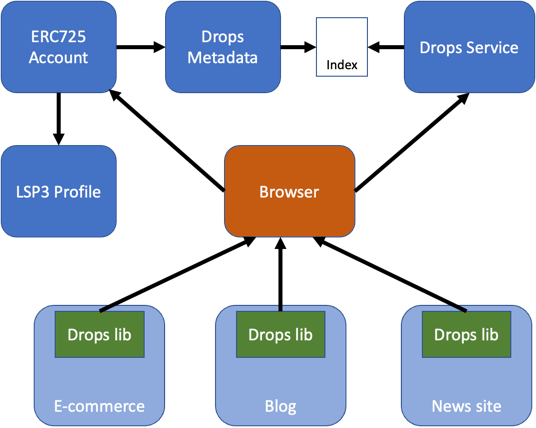 ERC725
Account
Drops
Metadata
Index
Drops Service
LSP3 Profile
Browser
Drops lib
Drops lib
Drops lib
E-commerce
Blog
News site